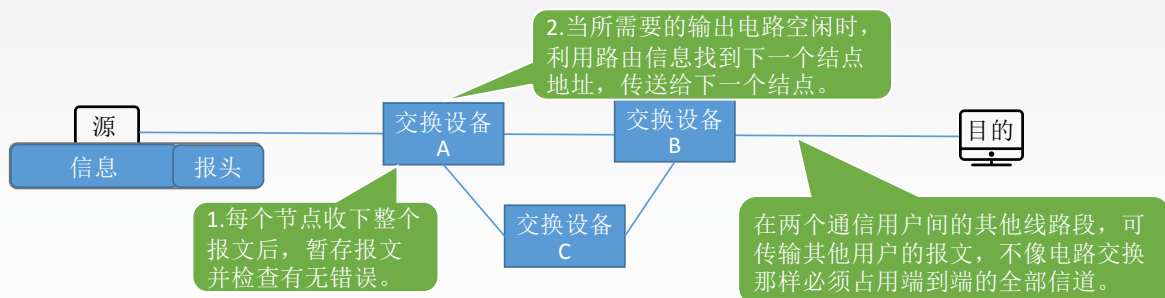 2.当所需要的输出电路空闲时，
利用路由信息找到下一个结点
地址，传送给下一个结点。
源
信息
报头
交换设备
A
交换设备
B
目的
1.每个节点收下整个
报文后，暂存报文
并检查有无错误。
交换设备
C
在两个通信用户间的其他线路段，可
传输其他用户的报文，不像电路交换
那样必须占用端到端的全部信道。